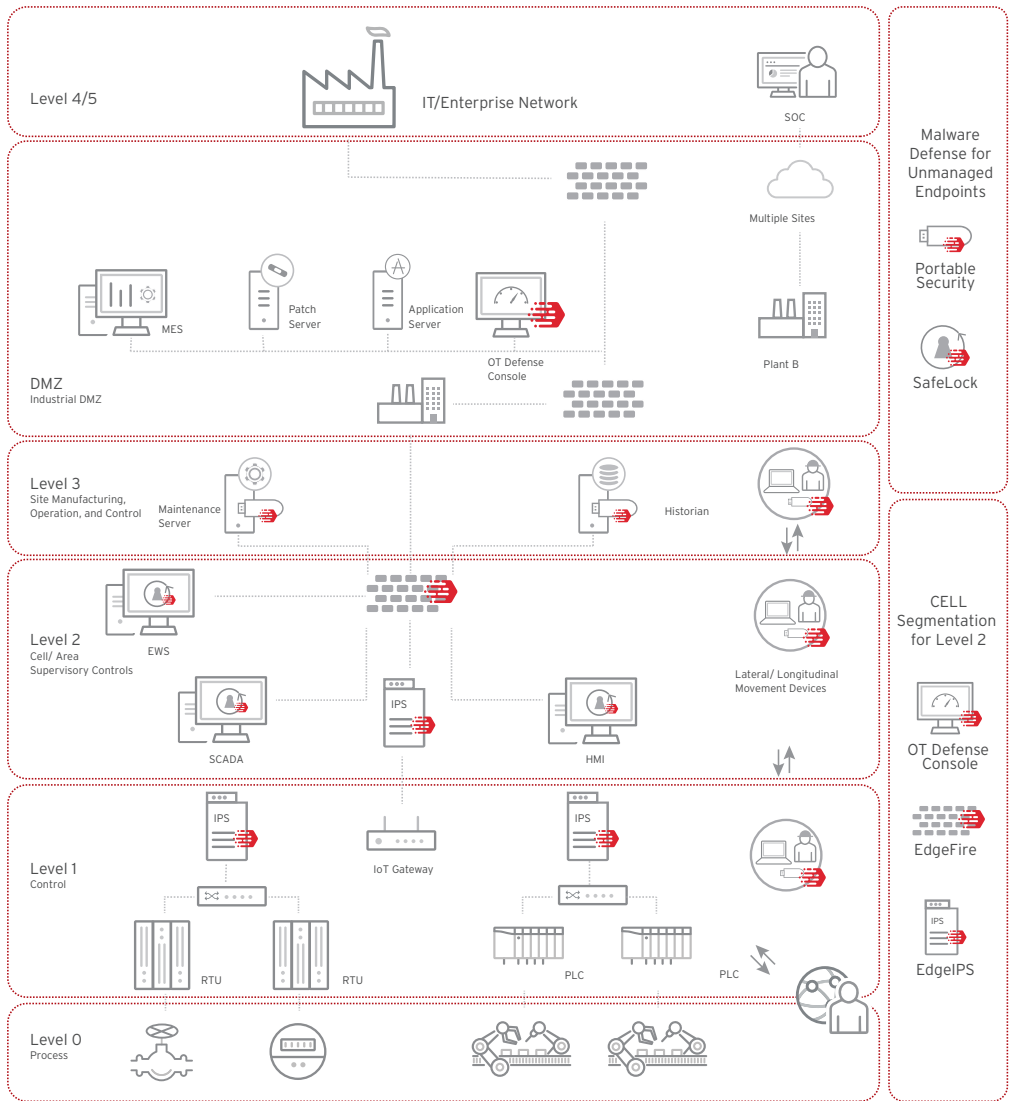 Level 4/5
IT/Enterprise Network
SOC
Multiple Sites
MES
Patch
Server
Application
Server
OT Defense
Console
Plant B
DMZ
Industrial DMZ
Level 3
Site Manufacturing,
Operation, and Control
Maintenance
Server
Historian
Level 2
Cell/ Area
Supervisory Controls
EWS
SCADA
IPS
HMI
Lateral/ Longitudinal
Movement Devices
Level 1
Control
IPS
IoT Gateway
IPS
RTU
RTU
PLC
PLC
Level 0
Process
Malware
Defense for
Unmanaged
Endpoints
Portable
Security
SafeLock
CELL
Segmentation
for Level 2
OT Defense
Console
EdgeFire
IPS
EdgeIPS